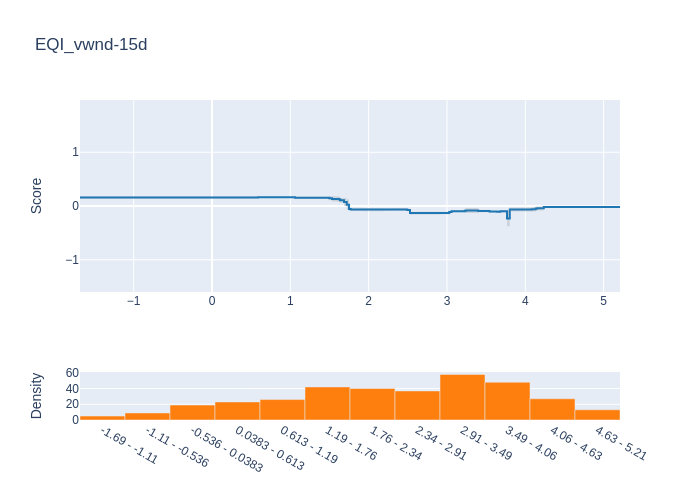 EQI_vwnd-15d
Score
1
0
−1
−1
0
1
2
3
4
5
Density
60
40
20
0
-1.69 - -1.11
-1.11 - -0.536
-0.536 - 0.0383
0.0383 - 0.613
0.613 - 1.19
1.19 - 1.76
1.76 - 2.34
2.34 - 2.91
2.91 - 3.49
3.49 - 4.06
4.06 - 4.63
4.63 - 5.21